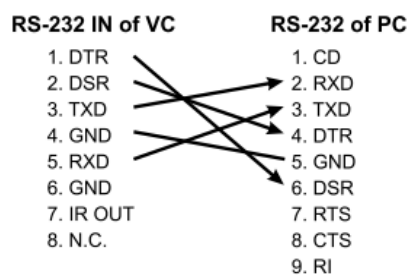 RS-232 IN of VC
1. DTR
2. DSR
3. TXD
4. GND
5. RXD
6. GND
7. IR OUT
8. N.C.
RS-232 of PC
1. CD
2. RXD
3. TXD
4. DTR
5. GND
6. DSR
7. RTS
8. CTS
9. RI